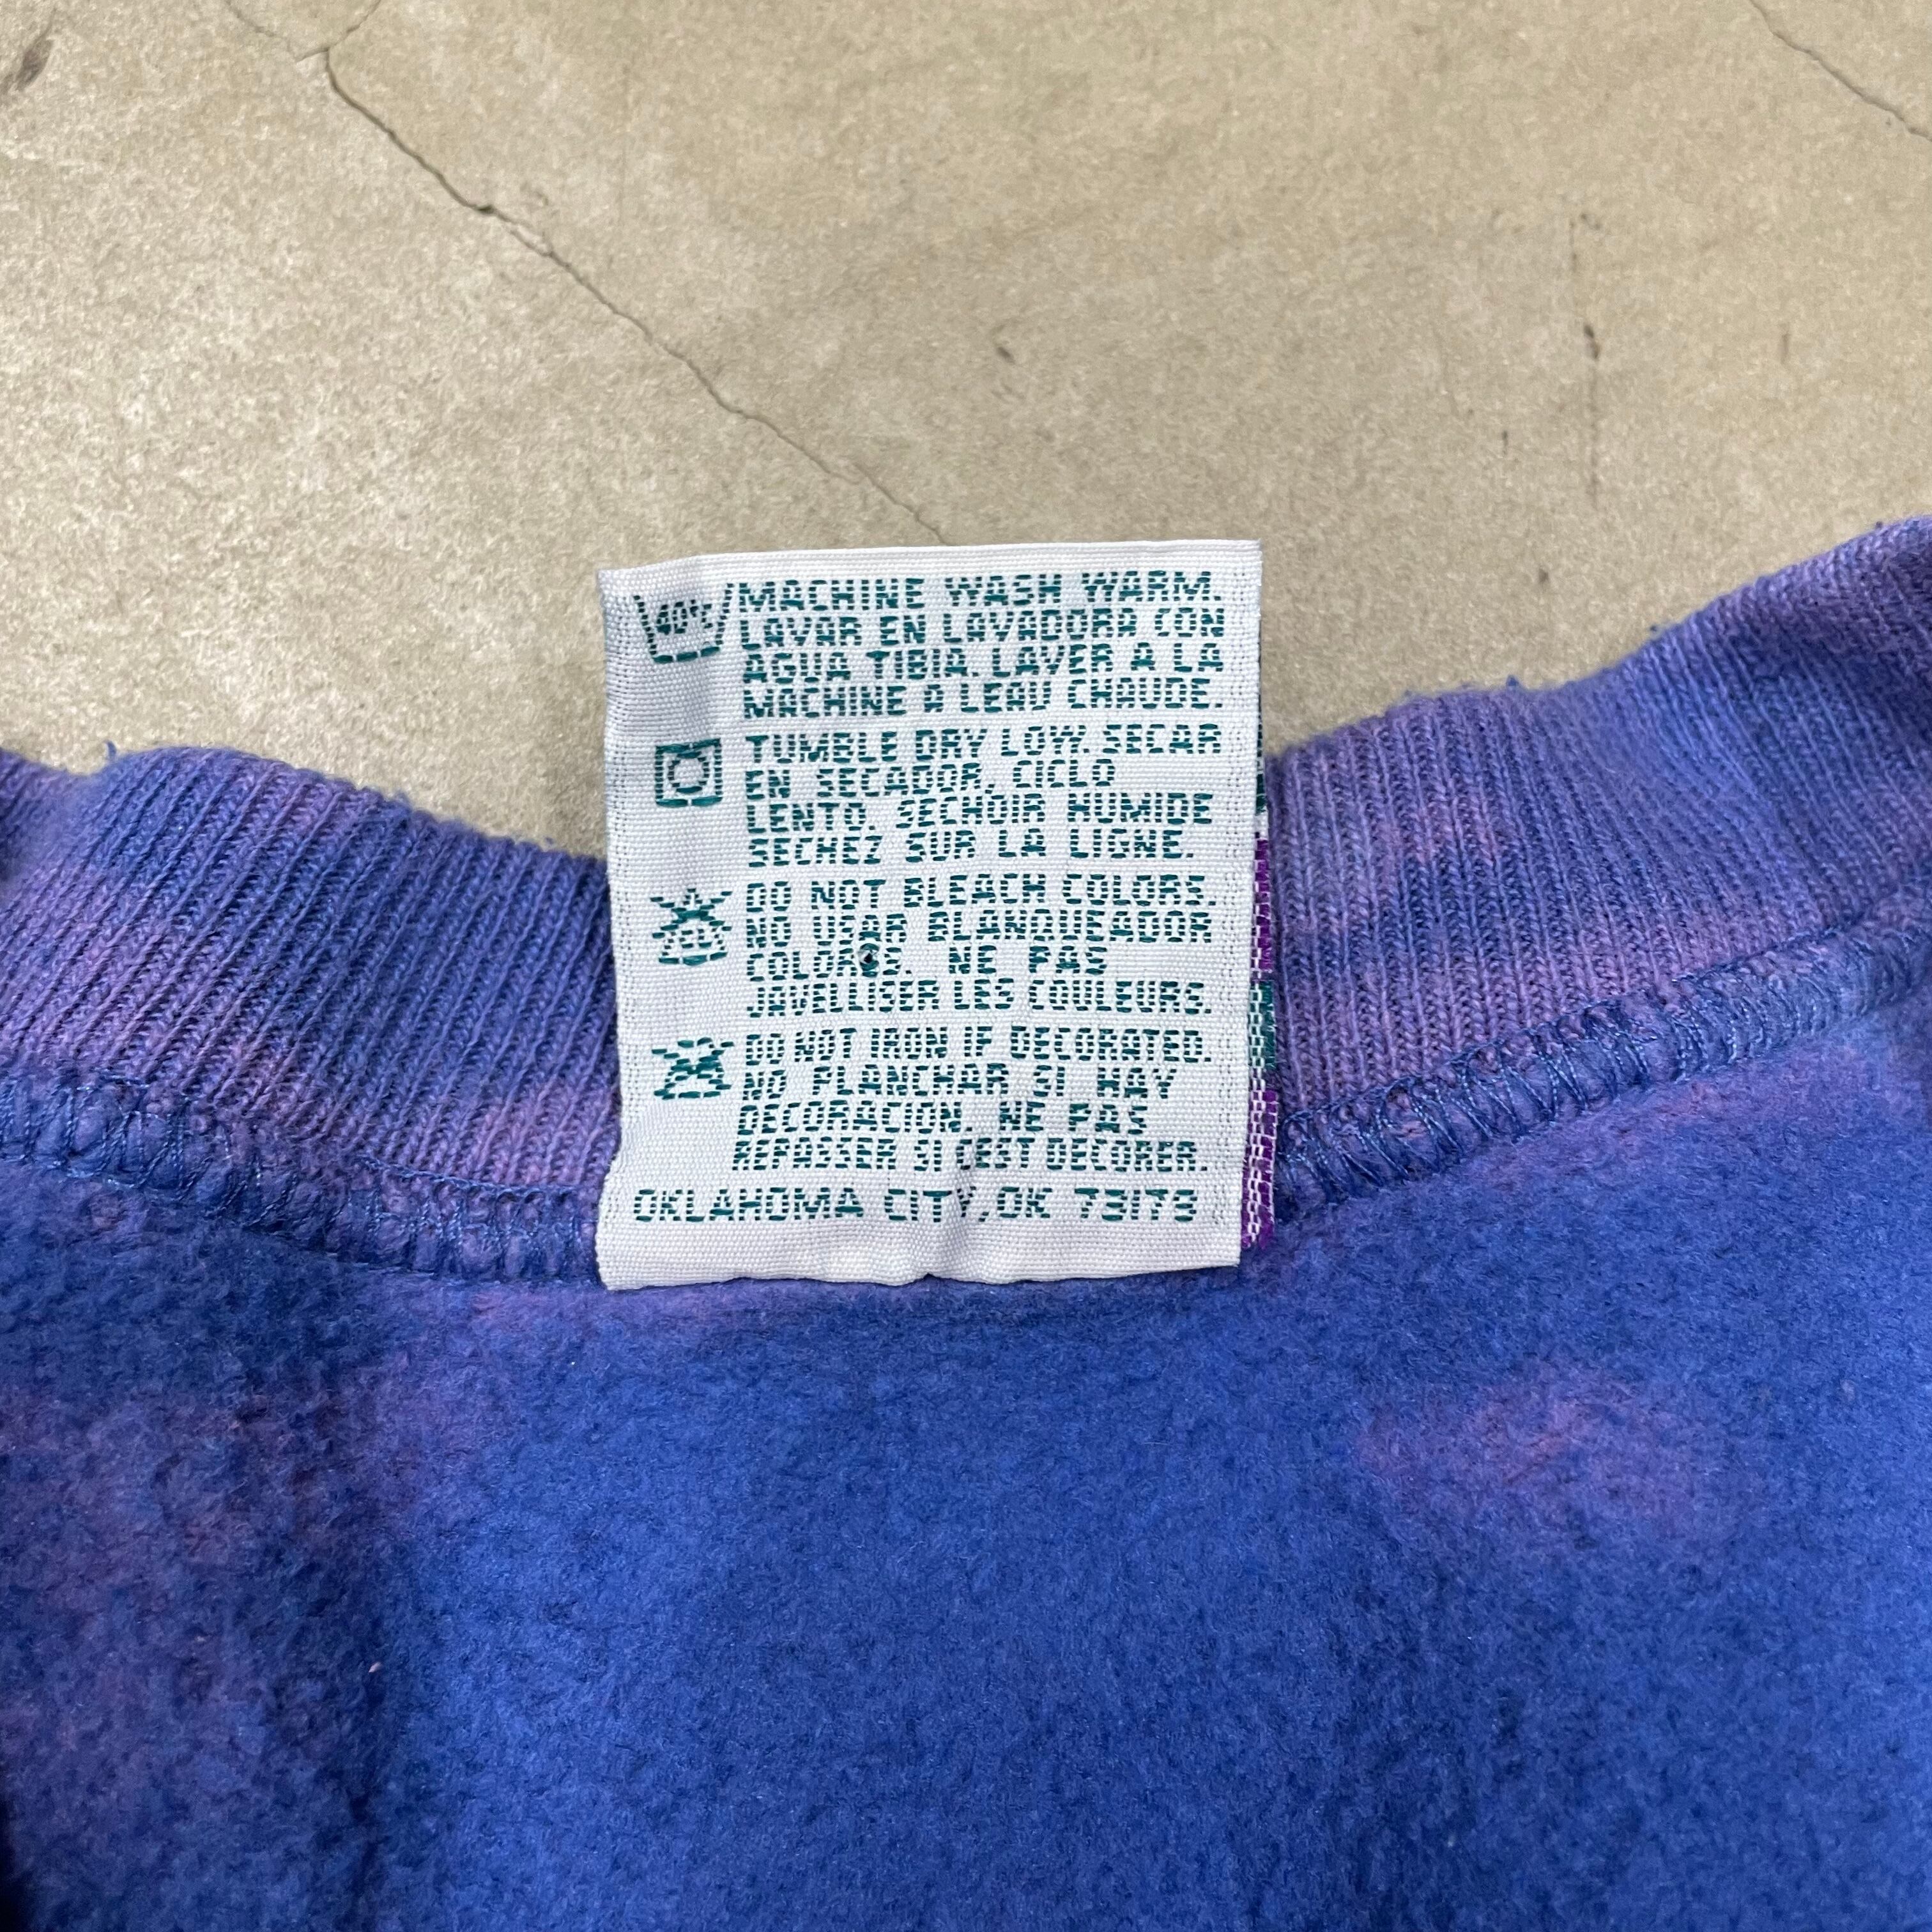 40°c MACHINE WASH WARM.
LAVAR EN LAVADORA CON
AGUA TIBIA. LAVER A LA
MACHINE A LEAU CHAUDE.
TUMBLE DRY LOW. SECAR
EN SECADOR, CICLO
LENTO. SECHOIR HUMIDE
SECHEZ SUR LA LIGNE.
CL DO NOT BLEACH COLORS.
NO USAR BLANQUEADOR
COLORES. NE PAS
JAVELLISER LES COULEURS.
DO NOT IRON IF DECORATED.
NO PLANCHAR SI HAY
DECORACION. NE PAS
REPASSER SI CEST DECORER.
OKLAHOMA CITY, OK 73173